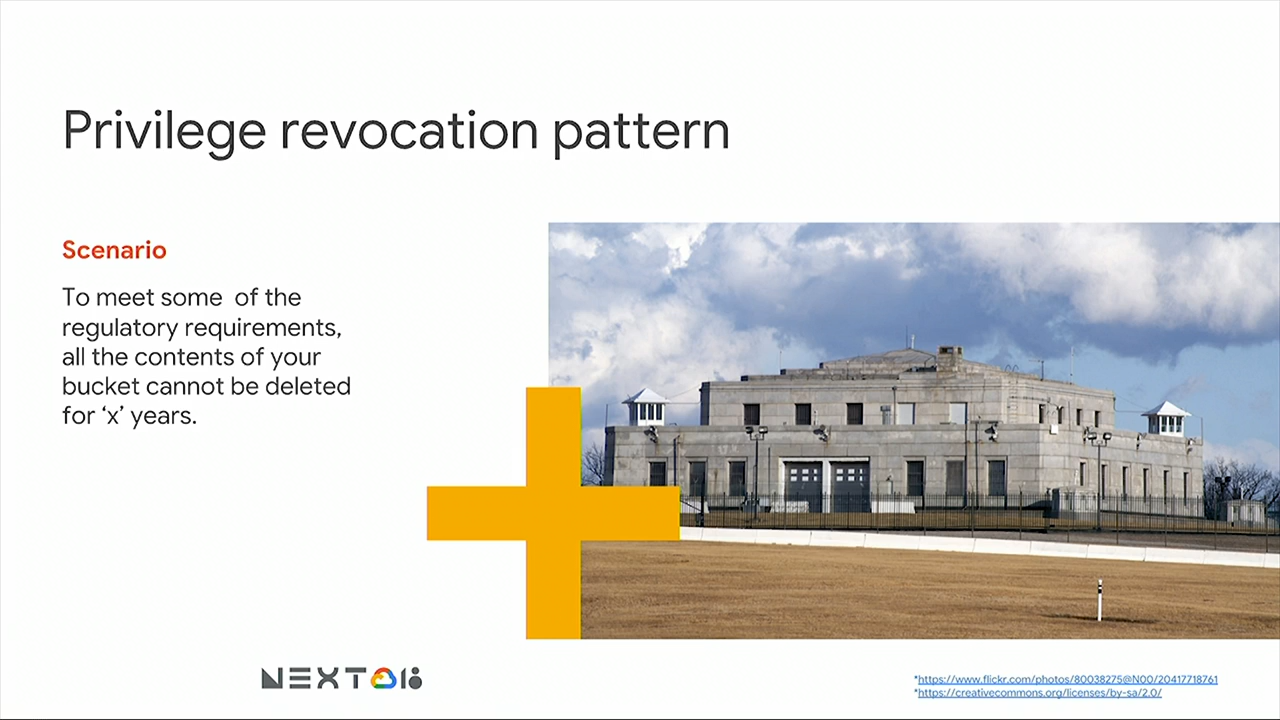 Privilege revocation pattern
Scenario
To meet some of the
regulatory requirements,
all the contents of your
bucket cannot be deleted
for ‘x’ years.
NEXT 18
*https://www.flickr.com/photos/80038275@N00/20417718761
*https://creativecommons.org/licenses/by-sa/2.0/